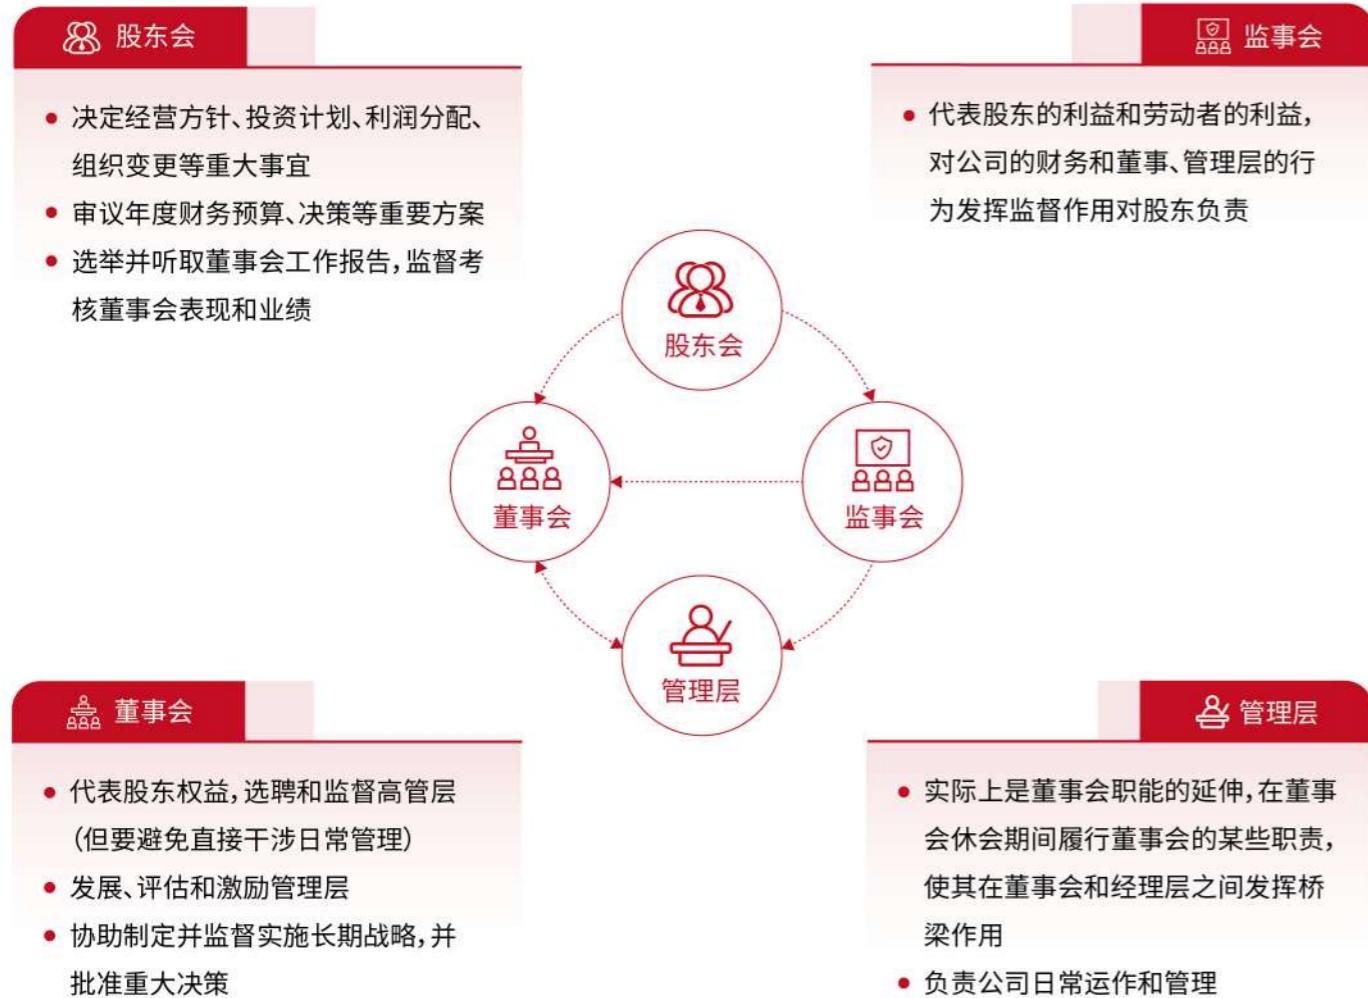 股东会
决定经营方针、投资计划、利润分配、
组织变更等重大事宜
审议年度财务预算、决策等重要方案
选举并听取董事会工作报告,监督考
核董事会表现和业绩
监事会
代表股东的利益和劳动者的利益,
对公司的财务和董事、管理层的行
为发挥监督作用对股东负责
股东会
董事会
监事会
管理层
董事会
代表股东权益,选聘和监督高管层
(但要避免直接干涉日常管理)
发展、评估和激励管理层
协助制定并监督实施长期战略,并
批准重大决策
管理层
实际上是董事会职能的延伸,在董事
会休会期间履行董事会的某些职责,
使其在董事会和经理层之间发挥桥
梁作用
负责公司日常运作和管理